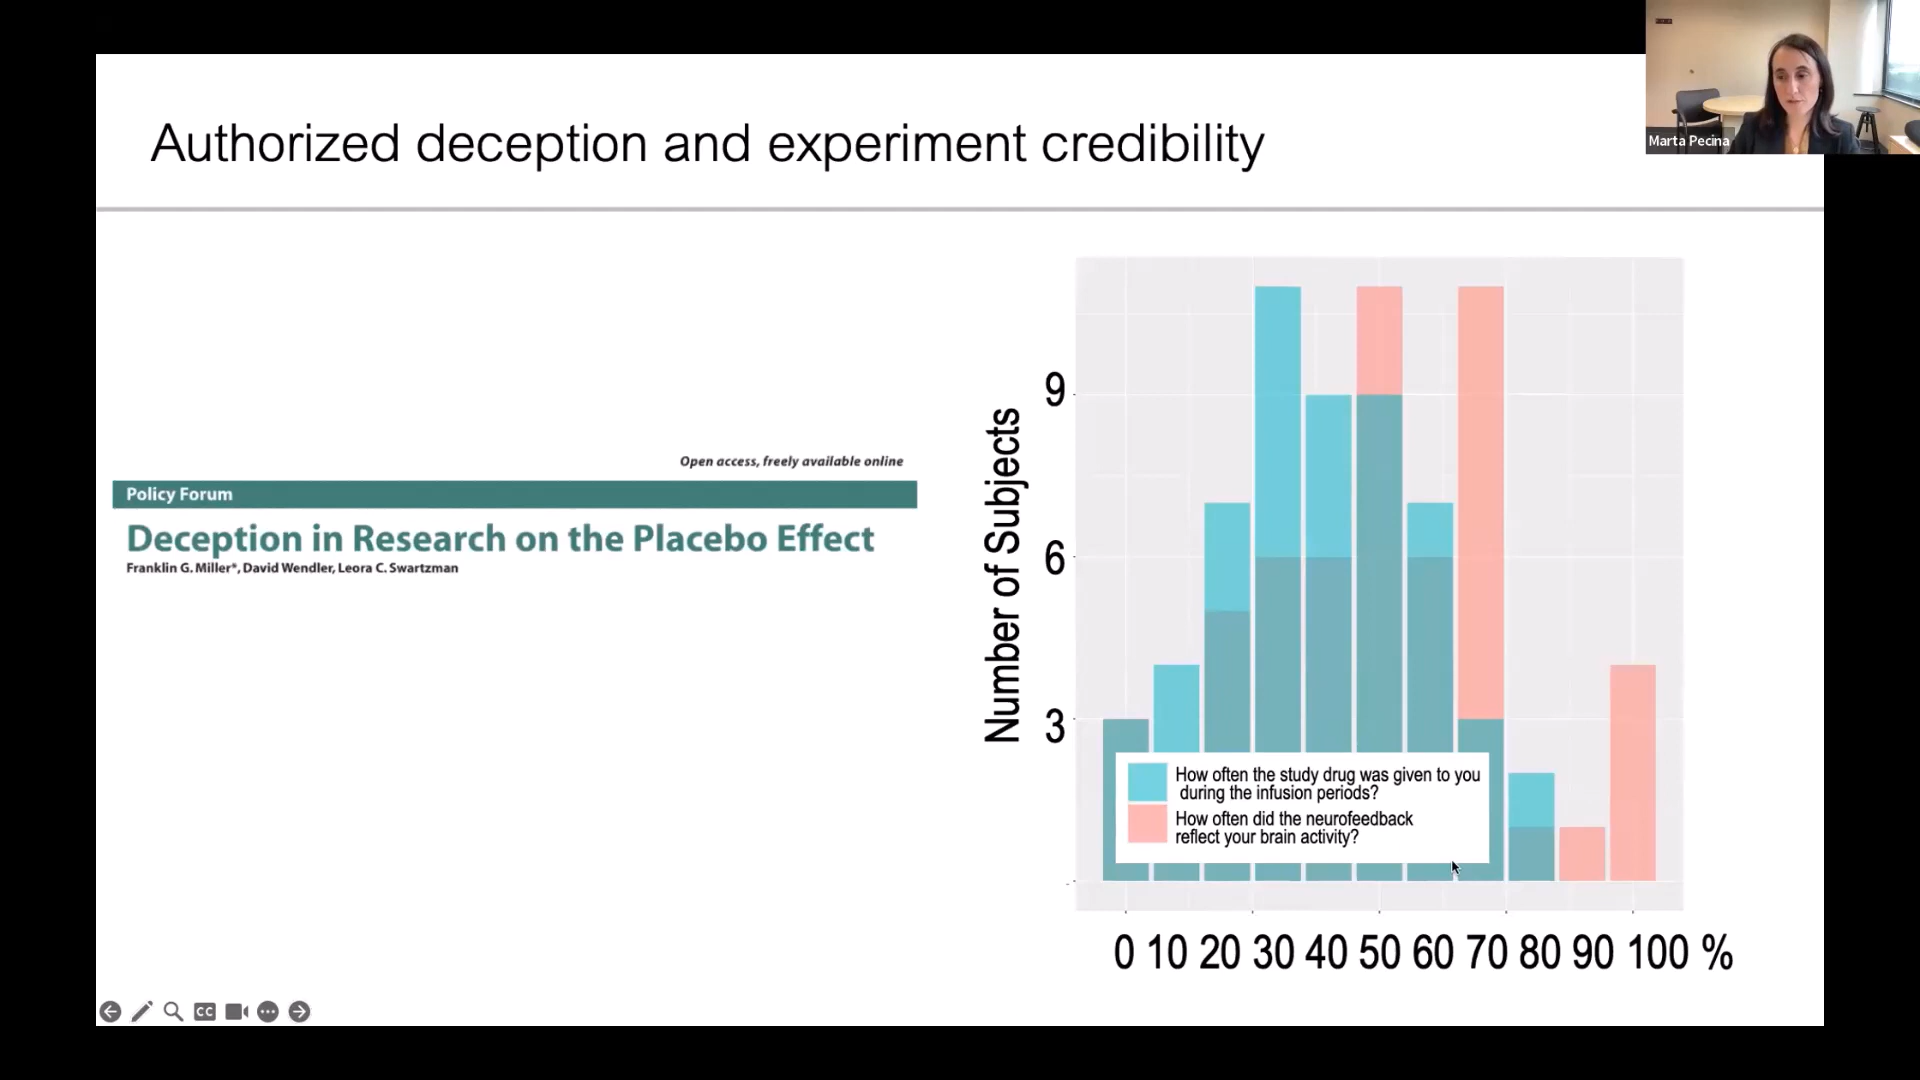 Authorized deception and experiment credibility
Marta Pecina
Open access, freely available online
Policy Forum
Deception in Research on the Placebo Effect
Franklin G. Miller*, David Wendler, Leora C. Swartzman
Number of Subjects
9
6
3
How often the study drug was given to you
during the infusion periods?
How often did the neurofeedback
reflect your brain activity?
0 10 20 30 40 50 60 70 80 90 100 %
CC